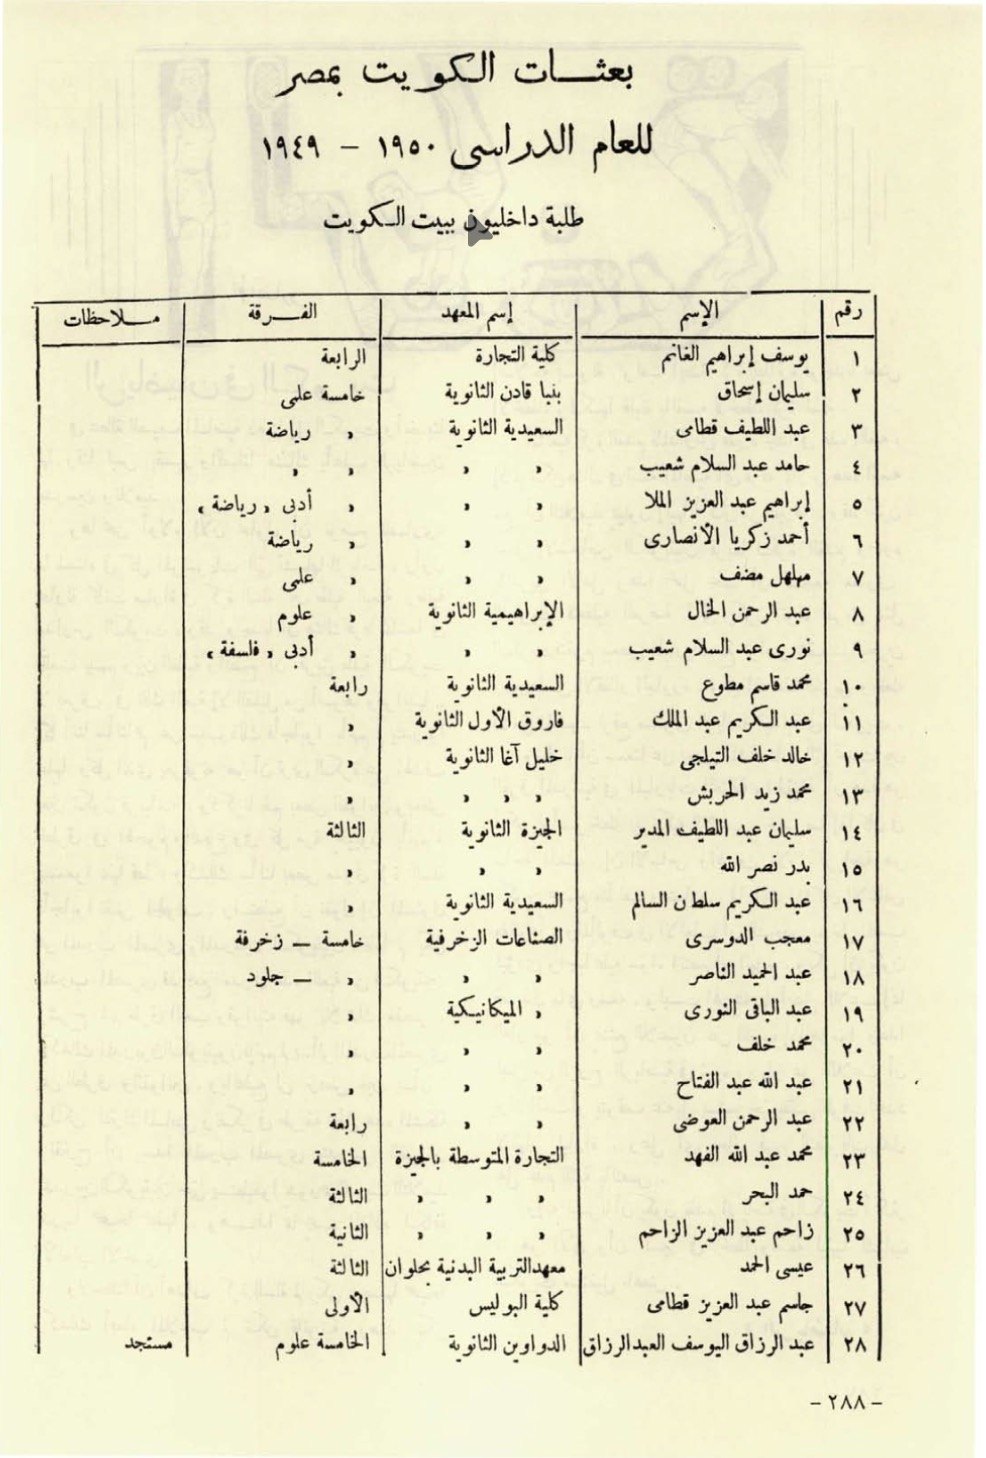 بعثات الكويت بمصر
للعام الدراسى ١٩٥٠ – ١٩٤٩
طلبة داخليون ببيت الكويت
رقم الإسم إسم المعهد الفرقة ملاحظات
١ يوسف إبراهيم الغانم كلية التجارة الرابعة
٢ سليمان إسحاق بنبا قادن الثانوية خامسة علمى
٣ عبد اللطيف قطامى السعيدية الثانوية » رياضة
٤ حامد عبد السلام شعيب » » » »
٥ إبراهيم عبد العزيز الملا » » » أدبى « رياضة »
٦ أحمد زكريا الأنصارى » » » رياضة
٧ مهلهل مضف » » » علمى
٨ عبد الرحمن الخال الإبراهيمية الثانوية » علوم
٩ نورى عبد السلام شعيب » » » أدبى « فلسفة »
١٠ محمد قاسم مطوع السعيدية الثانوية رابعة
١١ عبد الكريم عبد الملك فاروق الأول الثانوية »
١٢ خالد خلف التيلجى خليل آغا الثانوية »
١٣ محمد زيد الحربش » » » »
١٤ سليمان عبد اللطيف المدير الجيزة الثانوية الثالثة
١٥ بدر نصر الله » » »
١٦ عبد الكريم سلطان السالم السعيدية الثانوية »
١٧ معجب الدوسرى الصناعات الزخرفية خامسة – زخرفة
١٨ عبد الحميد الناصر » » » – جلود
١٩ عبد الباقى النورى » الميكانيكية »
٢٠ محمد خلف » » »
٢١ عبد الله عبد الفتاح » » »
٢٢ عبد الرحمن العوضى » » رابعة
٢٣ محمد عبد الله الفهد التجارة المتوسطة بالجيزة الخامسة
٢٤ حمد البحر » » » الثالثة
٢٥ زاحم عبد العزيز الزاحم » » » الثانية
٢٦ عيسى الحمد معهد التربية البدنية بحلوان الثالثة
٢٧ جاسم عبد العزيز قطامى كلية البوليس الأولى
٢٨ عبد الرزاق اليوسف العبدالرزاق الدواوين الثانوية الخامسة علوم مستجد
– ٢٨٨ –